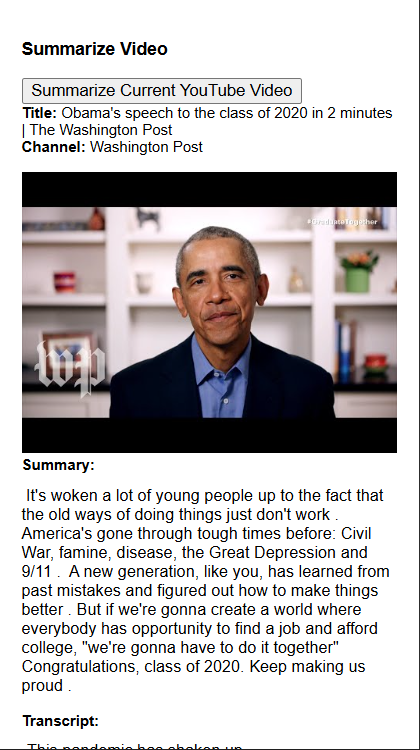 Summarize Video
Summarize Current YouTube Video
Title: Obama's speech to the class of 2020 in 2 minutes
| The Washington Post
Channel: Washington Post
#GraduateTogether
wp
Summary:
It's woken a lot of young people up to the fact that
the old ways of doing things just don't work .
America's gone through tough times before: Civil
War, famine, disease, the Great Depression and
9/11 .  A new generation, like you, has learned from
past mistakes and figured out how to make things
better . But if we're gonna create a world where
everybody has opportunity to find a job and afford
college, "we're gonna have to do it together"
Congratulations, class of 2020. Keep making us
proud .
Transcript:
This pandemic has shaken up